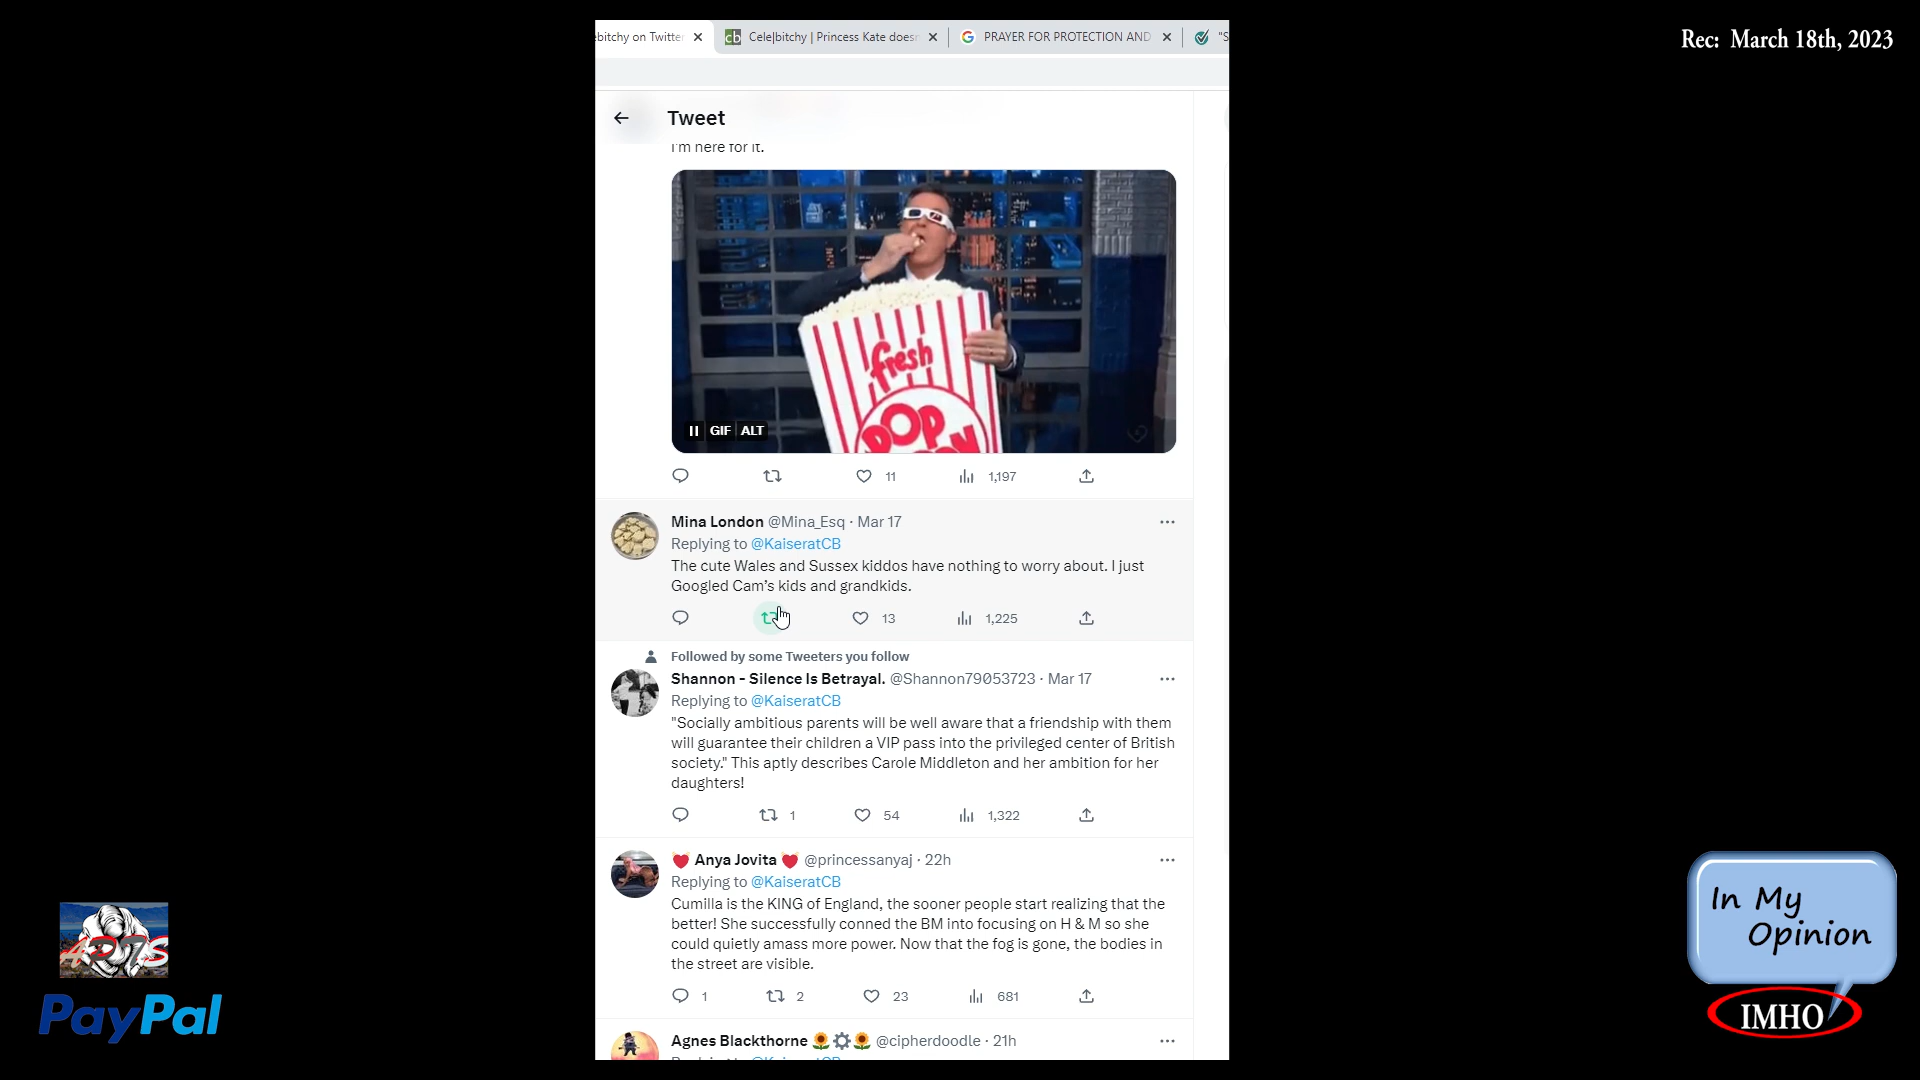 ebitchy on Twitter
cb Cele|bitchy | Princess Kate does
PRAYER FOR PROTECTION AND
"S
Rec: March 18th, 2023
Tweet
I'm here for it.
fresh
POP
GIF ALT
11 1,197
Mina London @Mina_Esq · Mar 17
Replying to @KaiseratCB
The cute Wales and Sussex kiddos have nothing to worry about. I just
Googled Cam's kids and grandkids.
13 1,225
Followed by some Tweeters you follow
Shannon - Silence Is Betrayal. @Shannon79053723 · Mar 17
Replying to @KaiseratCB
"Socially ambitious parents will be well aware that a friendship with them
will guarantee their children a VIP pass into the privileged center of British
society." This aptly describes Carole Middleton and her ambition for her
daughters!
1 54 1,322
Anya Jovita @princessanyaj · 22h
Replying to @KaiseratCB
Cumilla is the KING of England, the sooner people start realizing that the
better! She successfully conned the BM into focusing on H & M so she
could quietly amass more power. Now that the fog is gone, the bodies in
the street are visible.
1 2 23 681
Agnes Blackthorne @cipherdoodle · 21h
Replying to @KaiseratCB
PayPal
In My
Opinion
IMHO